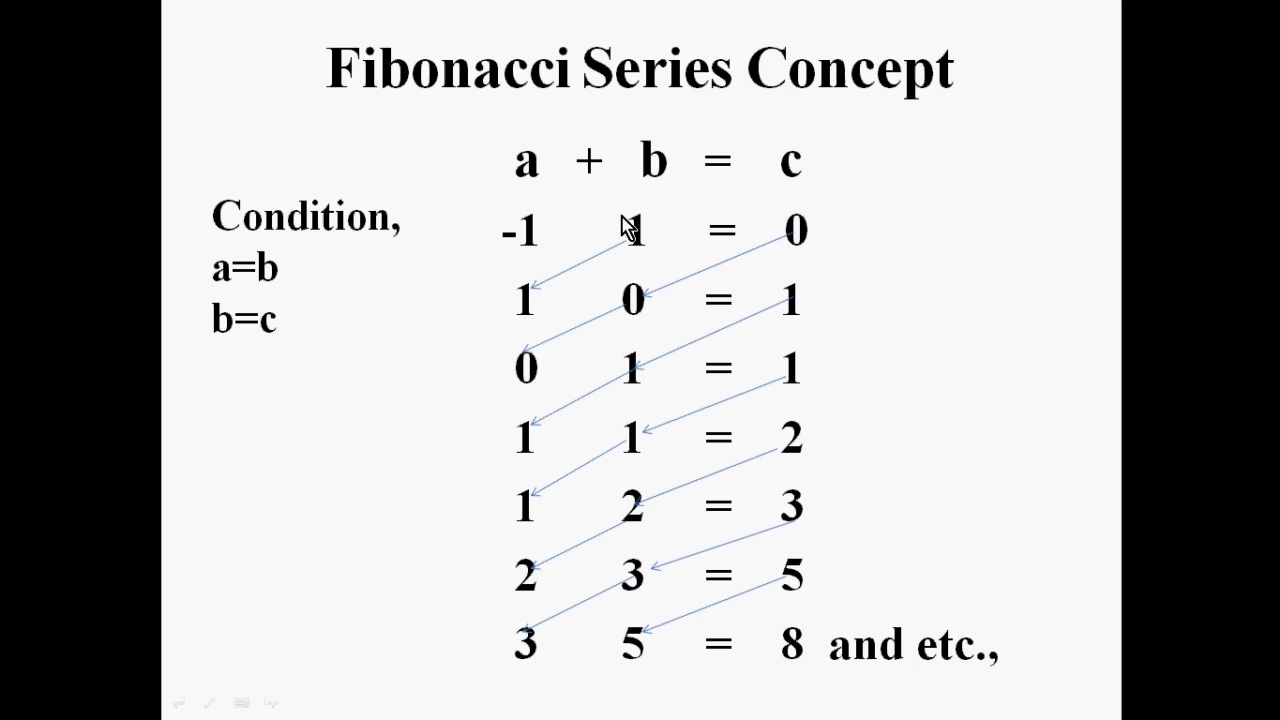 Fibonacci Series Concept
a + b = c
Condition,
a=b
b=c
-1 1 = 0
1 0 = 1
0 1 = 1
1 1 = 2
1 2 = 3
2 3 = 5
3 5 = 8 and etc.,